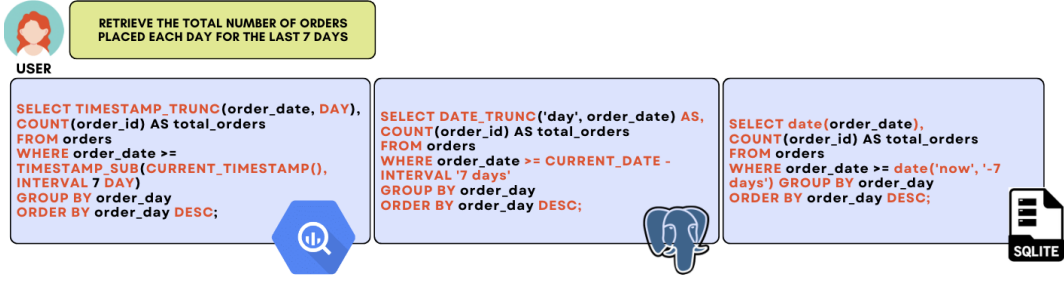 RETRIEVE THE TOTAL NUMBER OF ORDERS
PLACED EACH DAY FOR THE LAST 7 DAYS
USER
SELECT TIMESTAMP_TRUNC(order_date, DAY),
COUNT(order_id) AS total_orders
FROM orders
WHERE order_date >=
TIMESTAMP_SUB(CURRENT_TIMESTAMP(),
INTERVAL 7 DAY)
GROUP BY order_day
ORDER BY order_day DESC;
SELECT DATE_TRUNC('day', order_date) AS,
COUNT(order_id) AS total_orders
FROM orders
WHERE order_date >= CURRENT_DATE -
INTERVAL '7 days'
GROUP BY order_day
ORDER BY order_day DESC;
SELECT date(order_date),
COUNT(order_id) AS total_orders
FROM orders
WHERE order_date >= date('now', '-7
days') GROUP BY order_day
ORDER BY order_day DESC;
SQLITE